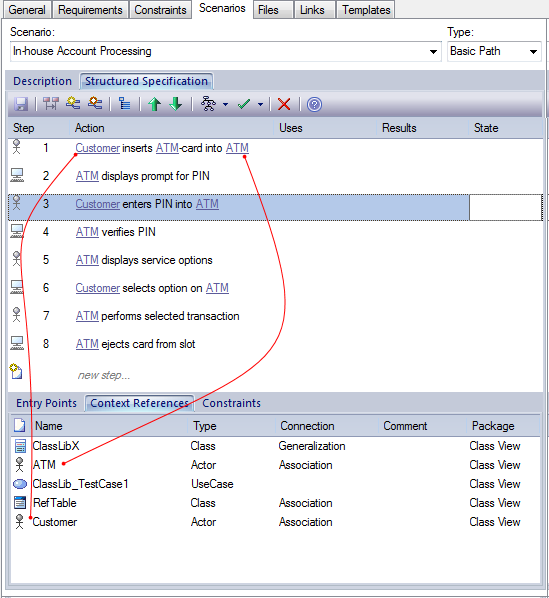 General Requirements Constraints Scenarios Files Links Templates
Scenario: Type:
In-house Account Processing Basic Path
Description Structured Specification
Step Action Uses Results State
1 Customer inserts ATM-card into ATM
2 ATM displays prompt for PIN
3 Customer enters PIN into ATM
4 ATM verifies PIN
5 ATM displays service options
6 Customer selects option on ATM
7 ATM performs selected transaction
8 ATM ejects card from slot
new step...
Entry Points Context References Constraints
Name Type Connection Comment Package
ClassLibX Class Generalization Class View
ATM Actor Association Class View
ClassLib_TestCase1 UseCase Class View
RefTable Class Association Class View
Customer Actor Association Class View